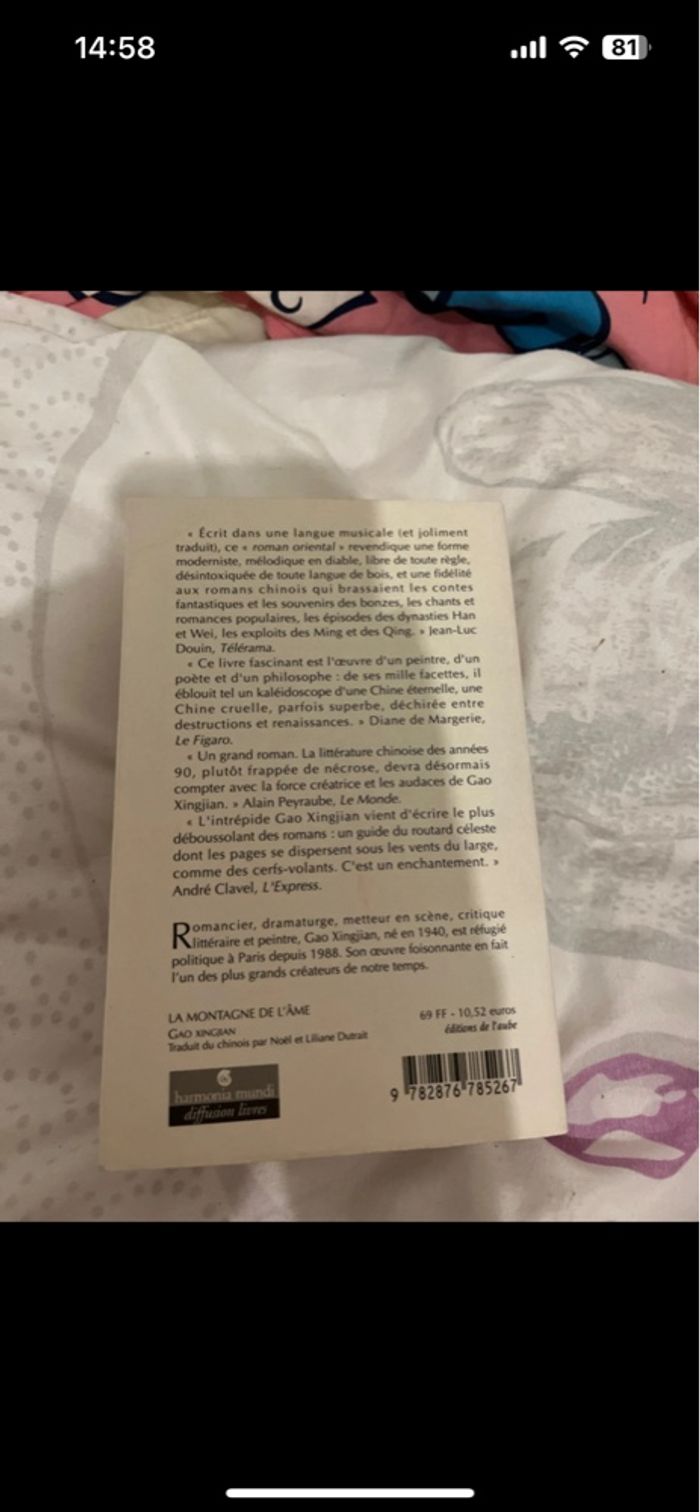 14:58
81
« Écrit dans une langue musicale (et joliment
traduit), ce « roman oriental » revendique une forme
moderniste, mélodique en diable, libre de toute règle,
désintoxiquée de toute langue de bois, et une fidélité
aux romans chinois qui brassaient les contes
fantastiques et les souvenirs des bonzes, les chants et
romances populaires, les épisodes des dynasties Han
et Wei, les exploits des Ming et des Qing. » Jean-Luc
Douin, Télérama.
« Ce livre fascinant est l'œuvre d'un peintre, d'un
poète et d'un philosophe : de ses mille facettes, il
éblouit tel un kaléidoscope d'une Chine éternelle, une
Chine cruelle, parfois superbe, déchirée entre
destructions et renaissances. » Diane de Margerie,
Le Figaro.
« Un grand roman. La littérature chinoise des années
90, plutôt frappée de nécrose, devra désormais
compter avec la force créatrice et les audaces de Gao
Xingjian. » Alain Peyraube, Le Monde.
« L'intrépide Gao Xingjian vient d'écrire le plus
déboussolant des romans : un guide du routard céleste
dont les pages se dispersent sous les vents du large,
comme des cerfs-volants. C'est un enchantement. »
André Clavel, L'Express.
Romancier, dramaturge, metteur en scène, critique
littéraire et peintre, Gao Xingjian, né en 1940, est réfugié
politique à Paris depuis 1988. Son œuvre foisonnante en fait
l'un des plus grands créateurs de notre temps.
LA MONTAGNE DE L'ÂME
GAO XINGJIAN
Traduit du chinois par Noël et Liliane Dutrait
69 FF - 10,52 euros
éditions de l'aube
harmonia mundi
diffusion livres
9 782876 785267